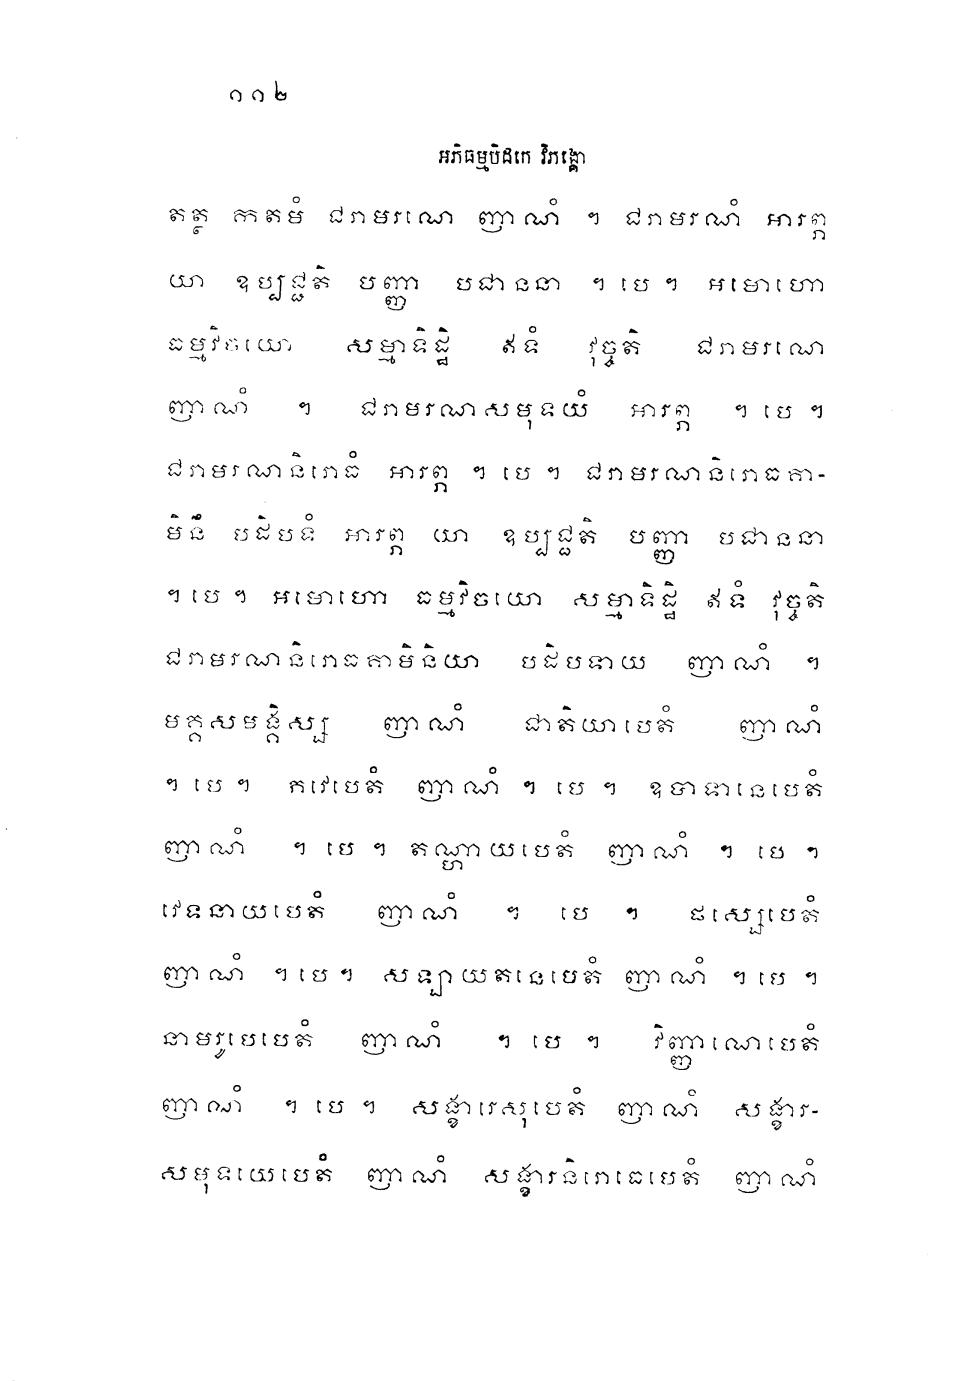 ១១២
អភិធម្មបិដកេ វិភង្គោ
តត្ថ កតមំ ជរាមរណេ ញាណំ ។ ជរាមរណំ អារព្ភ
យា ឧប្បជ្ជតិ បញ្ញា បជាននា ។ បេ ។ អមោហោ
ធម្មវិចយោ សម្មាទិដ្ឋិ ឥទំ វុច្ចតិ ជរាមរណេ
ញាណំ ។ ជរាមរណសមុទយំ អារព្ភ ។ បេ ។
ជរាមរណនិរោធំ អារព្ភ ។ បេ ។ ជរាមរណនិរោធគា-
មិនឹ បដិបទំ អារព្ភ យា ឧប្បជ្ជតិ បញ្ញា បជាននា
។ បេ ។ អមោហោ ធម្មវិចយោ សម្មាទិដ្ឋិ ឥទំ វុច្ចតិ
ជរាមរណនិរោធគាមិនិយា បដិបទាយ ញាណំ ។
មគ្គសមង្គិស្ស ញាណំ ជាតិយាបេតំ ញាណំ
។ បេ ។ ភវេបេតំ ញាណំ ។ បេ ។ ឧបាទានេបេតំ
ញាណំ ។ បេ ។ តណ្ហាយបេតំ ញាណំ ។ បេ ។
វេទនាយបេតំ ញាណំ ។ បេ ។ ផស្សេបេតំ
ញាណំ ។ បេ ។ សឡាយតនេបេតំ ញាណំ ។ បេ ។
នាមរូបេបេតំ ញាណំ ។ បេ ។ វិញ្ញាណេបេតំ
ញាណំ ។ បេ ។ សង្ខារេសុបេតំ ញាណំ សង្ខារ-
សមុទយេបេតំ ញាណំ សង្ខារនិរោធេបេតំ ញាណំ